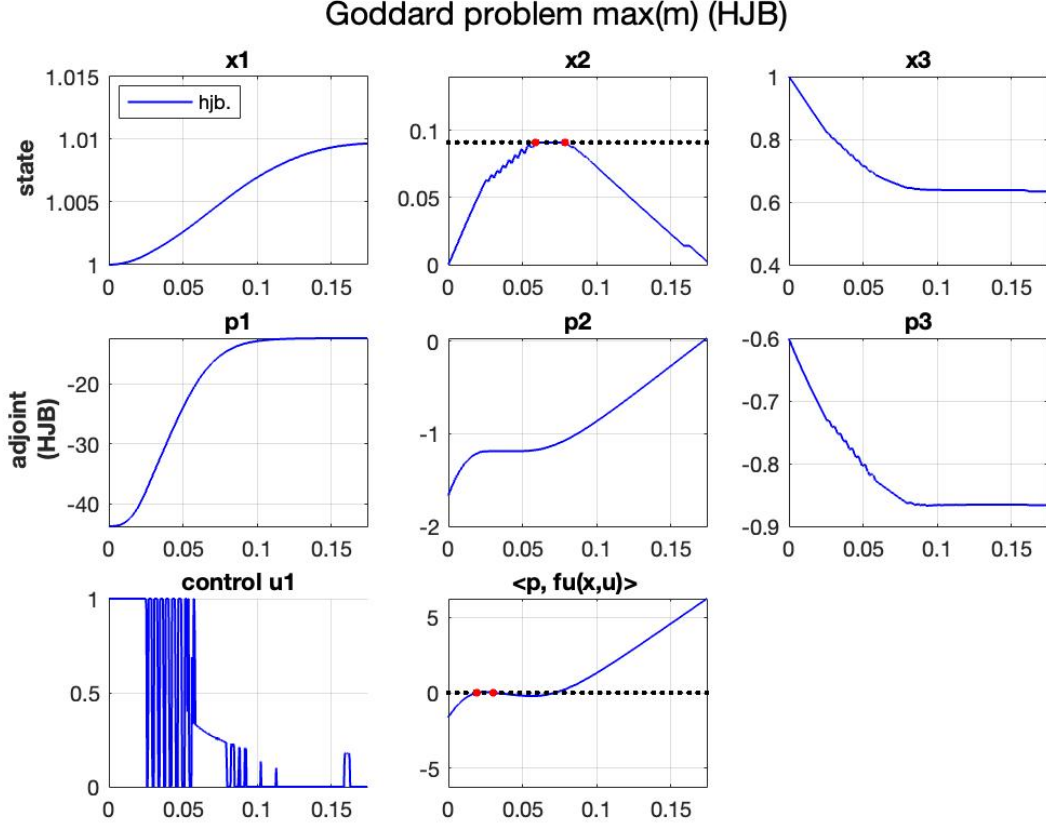 Goddard problem max(m) (HJB)
x1
x2
x3
state
1.015
1.01
1.005
1
hjb.
0 0.05 0.1 0.15
0.1
0.05
0
0 0.05 0.1 0.15
1
0.8
0.6
0.4
0 0.05 0.1 0.15
p1
p2
p3
adjoint
(HJB)
-20
-30
-40
0 0.05 0.1 0.15
0
-1
-2
0 0.05 0.1 0.15
-0.6
-0.7
-0.8
-0.9
0 0.05 0.1 0.15
control u1
<p, fu(x,u)>
1
0.5
0
0 0.05 0.1 0.15
5
0
-5
0 0.05 0.1 0.15